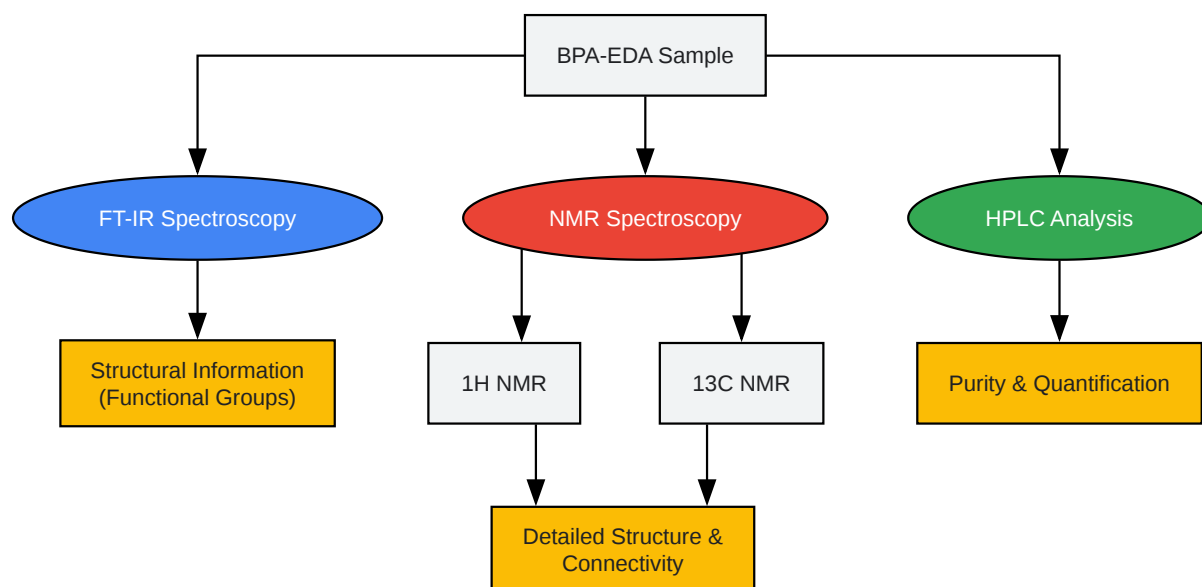 BPA-EDA Sample
FT-IR Spectroscopy
NMR Spectroscopy
HPLC Analysis
Structural Information
(Functional Groups)
1H NMR
13C NMR
Purity & Quantification
Detailed Structure &
Connectivity